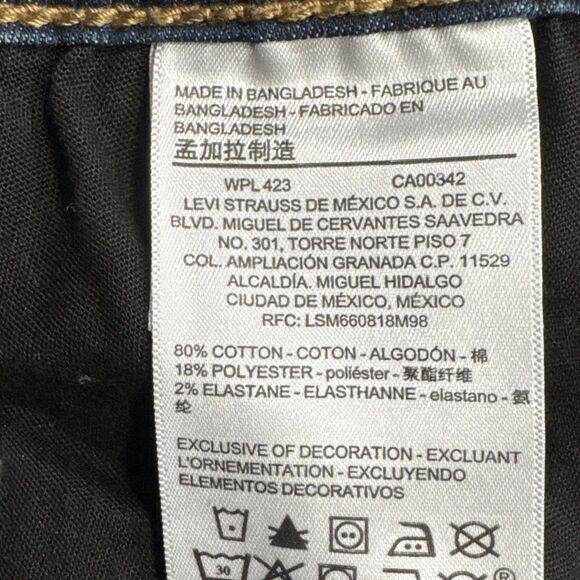 MADE IN BANGLADESH - FABRIQUE AU
BANGLADESH - FABRICADO EN
BANGLADESH
孟加拉制造
WPL 423 CA00342
LEVI STRAUSS DE MÉXICO S.A. DE C.V.
BLVD. MIGUEL DE CERVANTES SAAVEDRA
NO. 301, TORRE NORTE PISO 7
COL. AMPLIACIÓN GRANADA C.P. 11529
ALCALDÍA. MIGUEL HIDALGO
CIUDAD DE MÉXICO, MÉXICO
RFC: LSM660818M98
80% COTTON - COTON - ALGODÓN - 棉
18% POLYESTER - poliéster - 聚酯纤维
2% ELASTANE - ELASTHANNE - elastano - 氨
纶
EXCLUSIVE OF DECORATION - EXCLUANT
L'ORNEMENTATION - EXCLUYENDO
ELEMENTOS DECORATIVOS
30